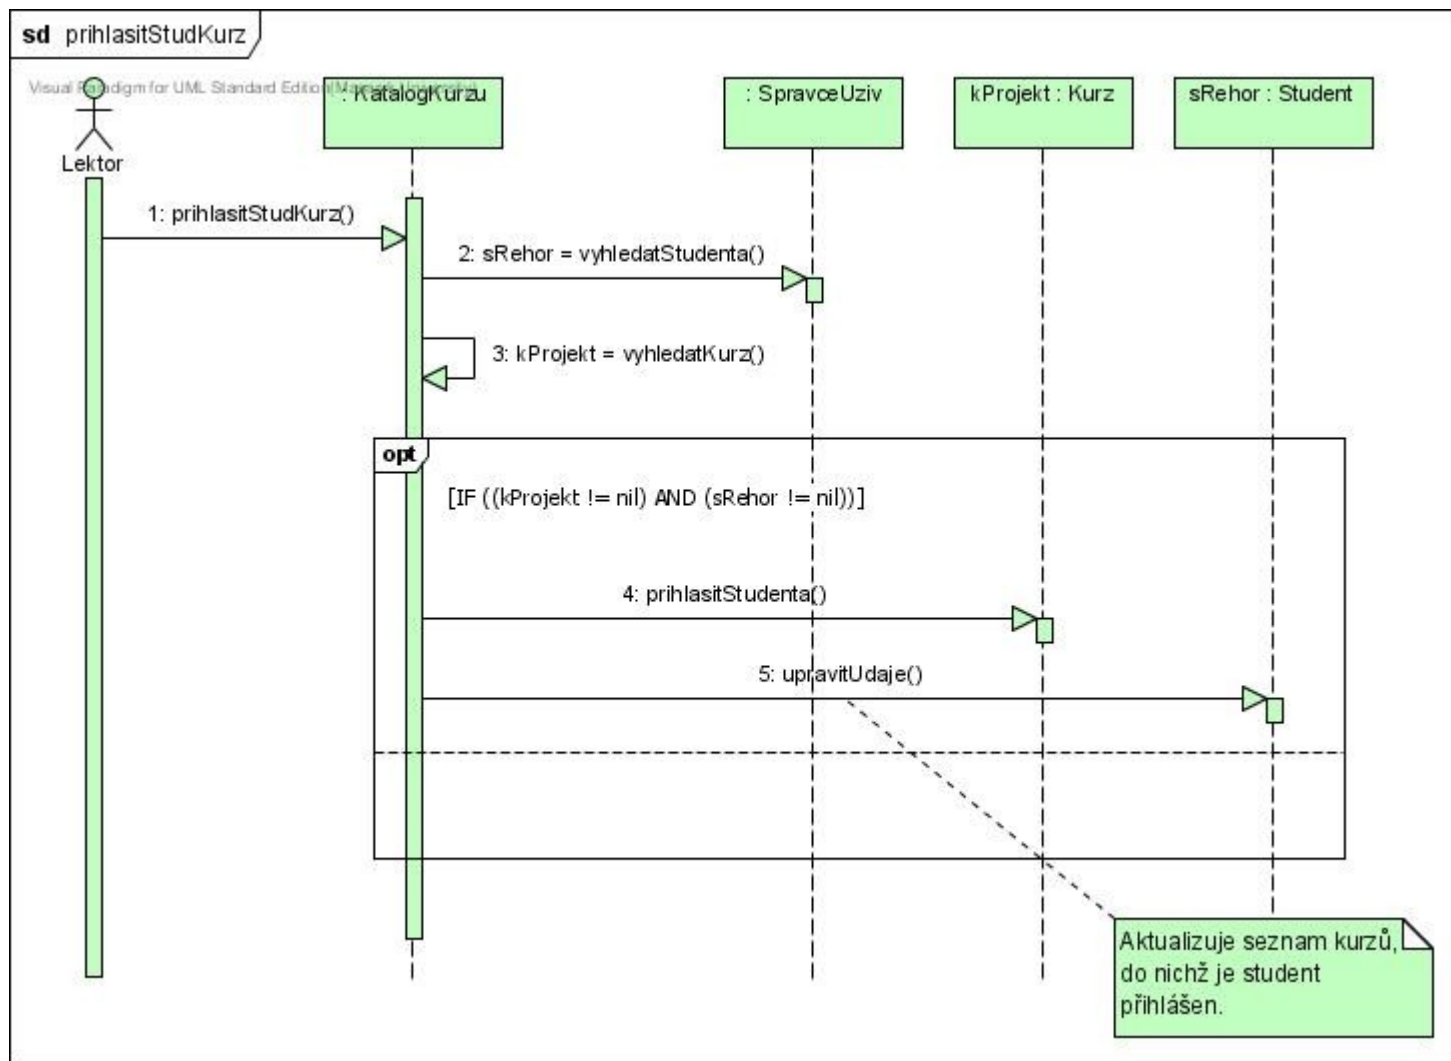 sd prihlasitStudKurz
Visual Paradigm for UML Standard Edition(Masaryk University)
Lektor
: KatalogKurzu
: SpravceUziv
kProjekt : Kurz
sRehor : Student
1: prihlasitStudKurz()
2: sRehor = vyhledatStudenta()
3: kProjekt = vyhledatKurz()
opt
[IF ((kProjekt != nil) AND (sRehor != nil))]
4: prihlasitStudenta()
5: upravitUdaje()
Aktualizuje seznam kurzů,
do nichž je student
přihlášen.